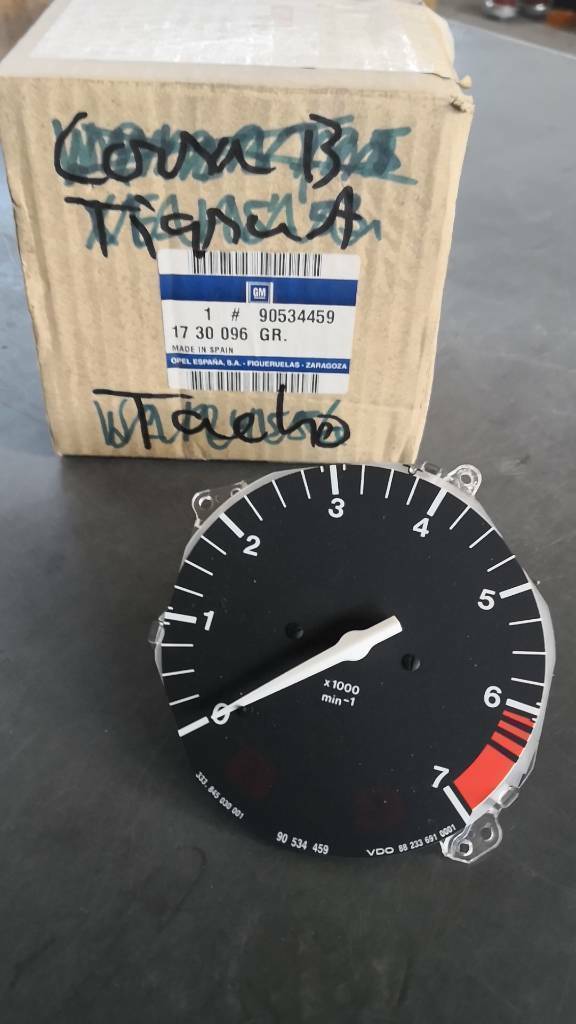 Corsa B
Tigra A
GM
1 # 90534459
17 30 096 GR.
MADE IN SPAIN
OPEL ESPAÑA, S.A. - FIGUERUELAS - ZARAGOZA
Tacho
0
1
2
3
4
5
6
7
x 1000
min-1
333. 845 030 001
90 534 459
VDO 88 233 691 0001